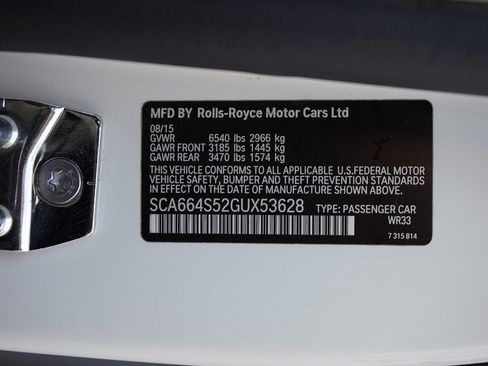 MFD BY Rolls-Royce Motor Cars Ltd
08/15
GVWR 6540 lbs 2966 kg
GAWR FRONT 3185 lbs 1445 kg
GAWR REAR 3470 lbs 1574 kg
THIS VEHICLE CONFORMS TO ALL APPLICABLE U.S.FEDERAL MOTOR
VEHICLE SAFETY, BUMPER AND THEFT PREVENTION STANDARDS
IN EFFECT ON THE DATE OF MANUFACTURE SHOWN ABOVE.
SCA664S52GUX53628 TYPE: PASSENGER CAR
WR33
7 315 814